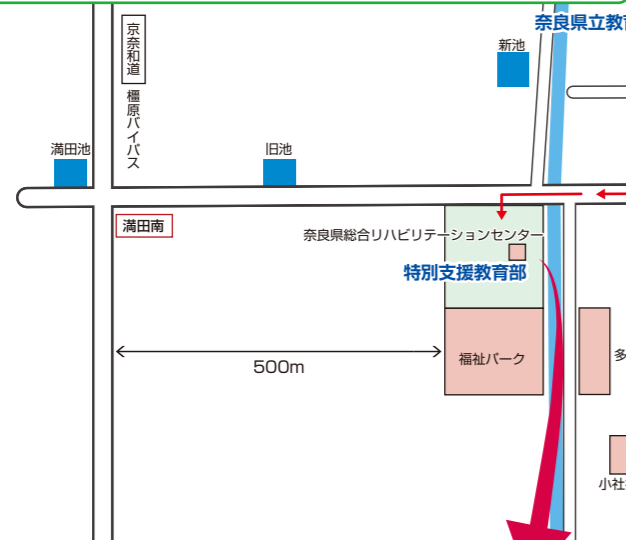 奈良県立教育
新池
京奈和道
橿原バイパス
満田池
旧池
満田南
奈良県総合リハビリテーションセンター
特別支援教育部
500m
福祉パーク
多
小社